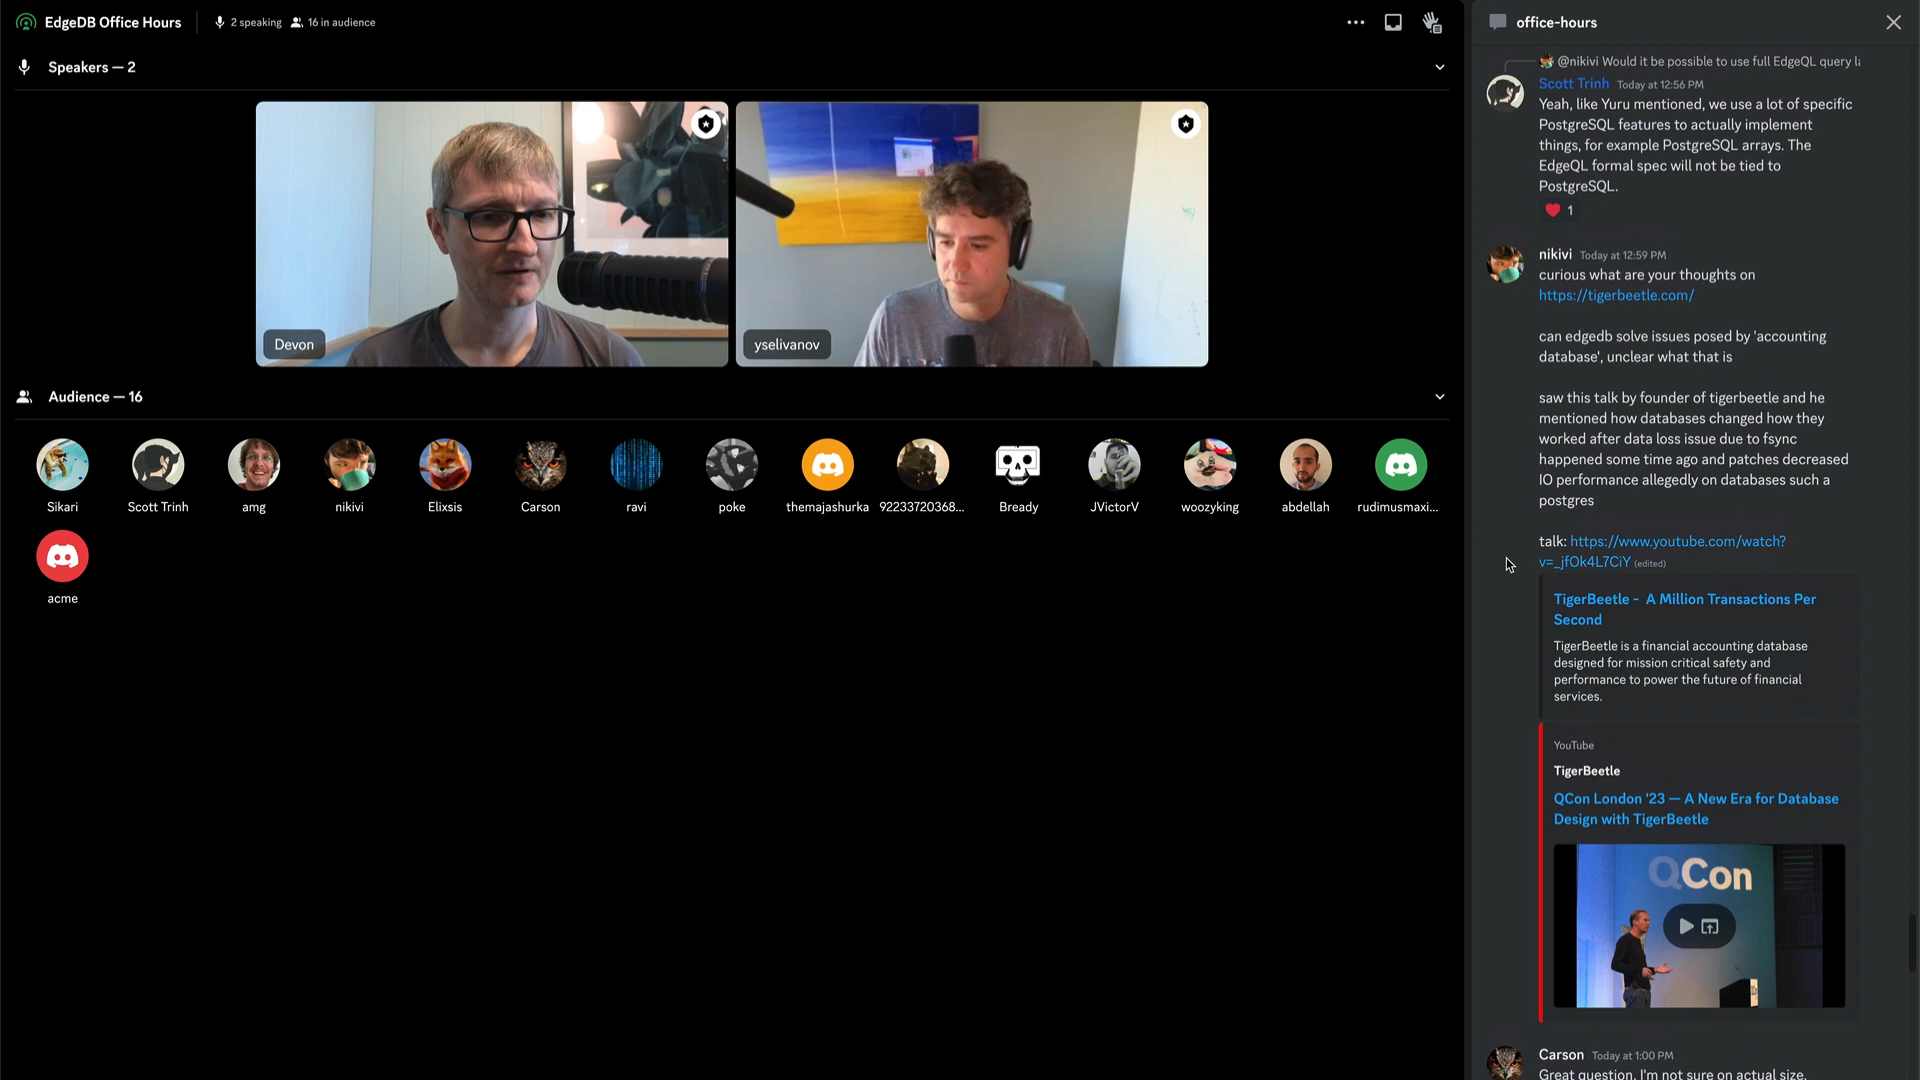 EdgeDB Office Hours
2 speaking
16 in audience
Speakers — 2
Devon
yselivanov
Audience — 16
Sikari
Scott Trinh
amg
nikivi
Elixsis
Carson
ravi
poke
themajashurka
92233720368...
Bready
JVictorV
woozyking
abdellah
rudimusmaxi...
acme
office-hours
@nikivi Would it be possible to use full EdgeQL query la
Scott Trinh Today at 12:56 PM
Yeah, like Yuru mentioned, we use a lot of specific
PostgreSQL features to actually implement
things, for example PostgreSQL arrays. The
EdgeQL formal spec will not be tied to
PostgreSQL.
1
nikivi Today at 12:59 PM
curious what are your thoughts on
https://tigerbeetle.com/
can edgedb solve issues posed by 'accounting
database', unclear what that is
saw this talk by founder of tigerbeetle and he
mentioned how databases changed how they
worked after data loss issue due to fsync
happened some time ago and patches decreased
IO performance allegedly on databases such a
postgres
talk: https://www.youtube.com/watch?
v=_jfOk4L7CiY (edited)
TigerBeetle - A Million Transactions Per
Second
TigerBeetle is a financial accounting database
designed for mission critical safety and
performance to power the future of financial
services.
YouTube
TigerBeetle
QCon London '23 — A New Era for Database
Design with TigerBeetle
QCon
Carson Today at 1:00 PM
Great question. I'm not sure on actual size,